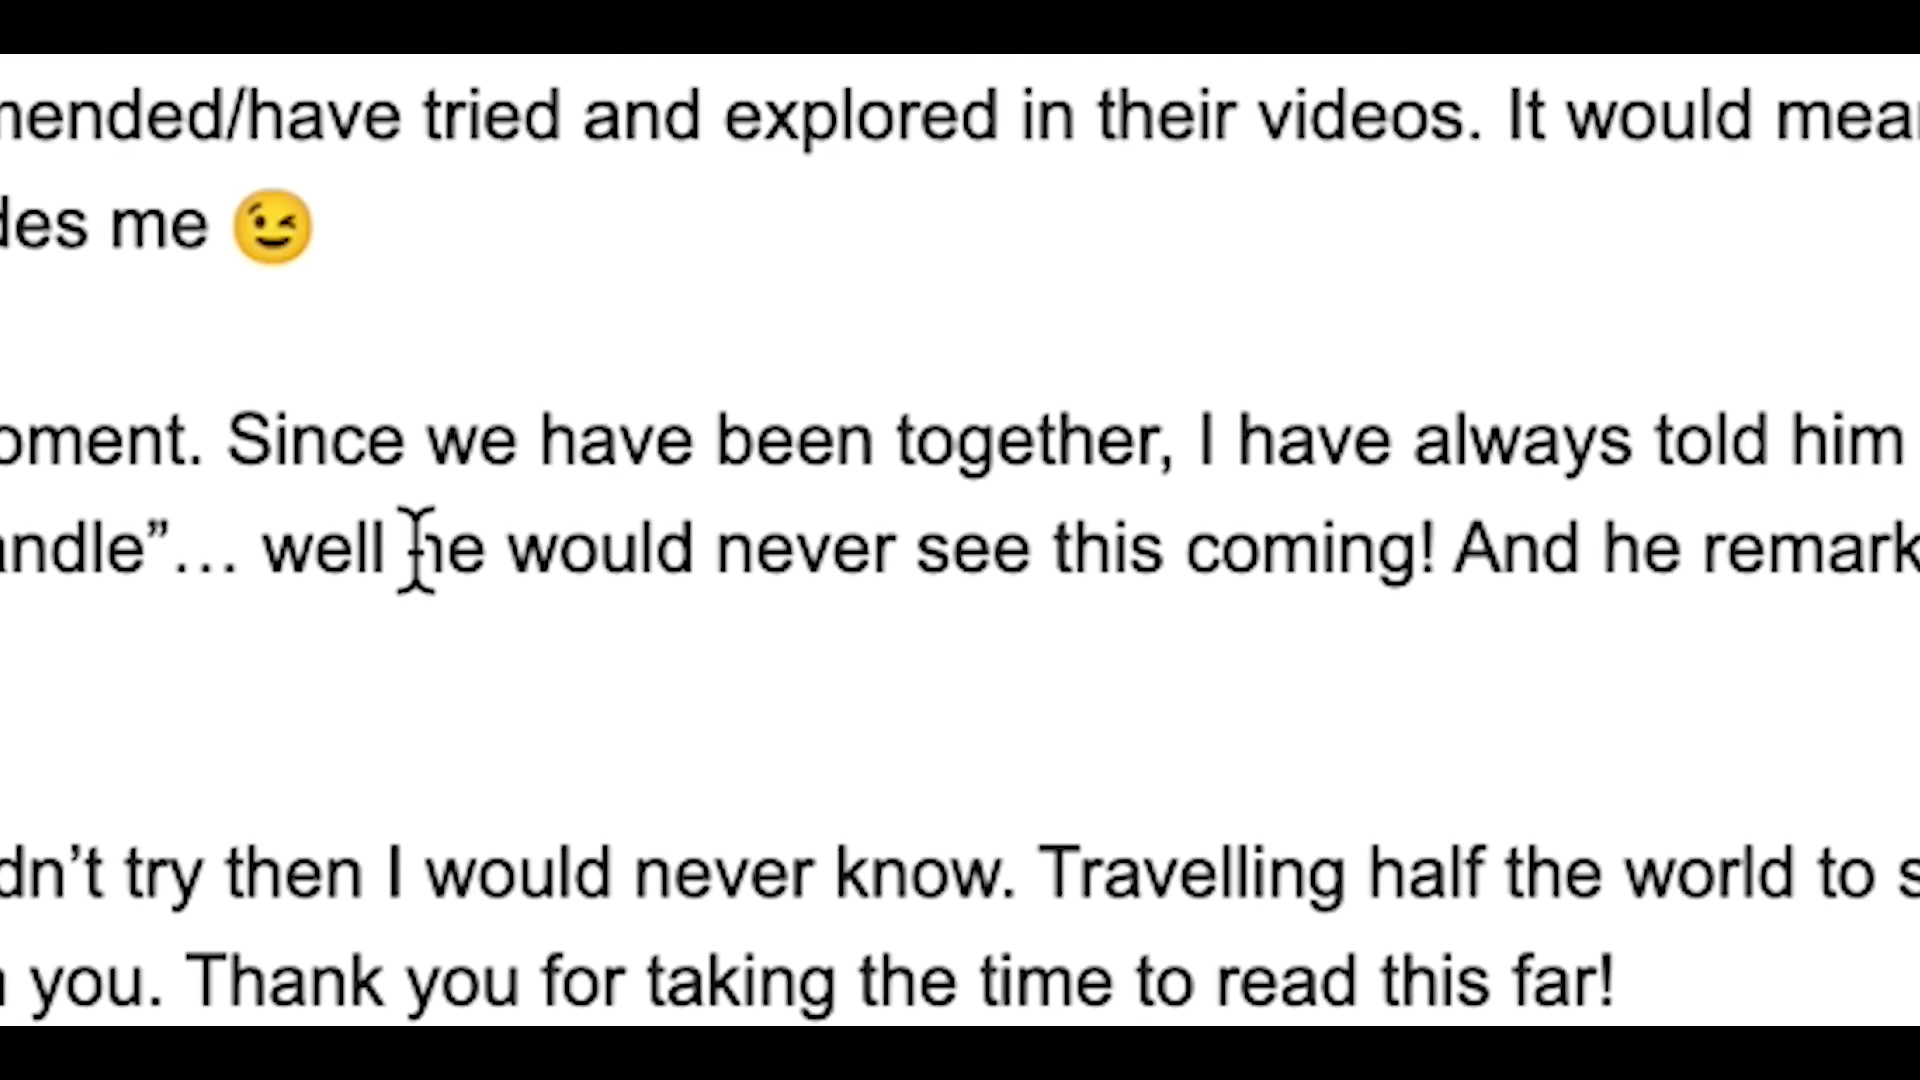 mended/have tried and explored in their videos. It would mean
des me 😉
oment. Since we have been together, I have always told him
andle”… well he would never see this coming! And he remark
dn’t try then I would never know. Travelling half the world to s
you. Thank you for taking the time to read this far!